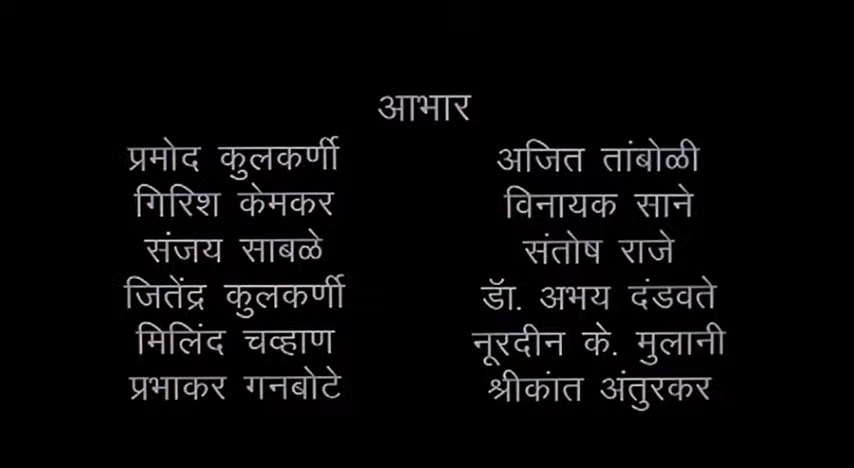 आभार
प्रमोद कुलकर्णी
गिरिश केमकर
संजय साबळे
जितेंद्र कुलकर्णी
मिलिंद चव्हाण
प्रभाकर गनबोटे
अजित तांबोळी
विनायक साने
संतोष राजे
डॉ. अभय दंडवते
नूरदीन के. मुलानी
श्रीकांत अंतुरकर